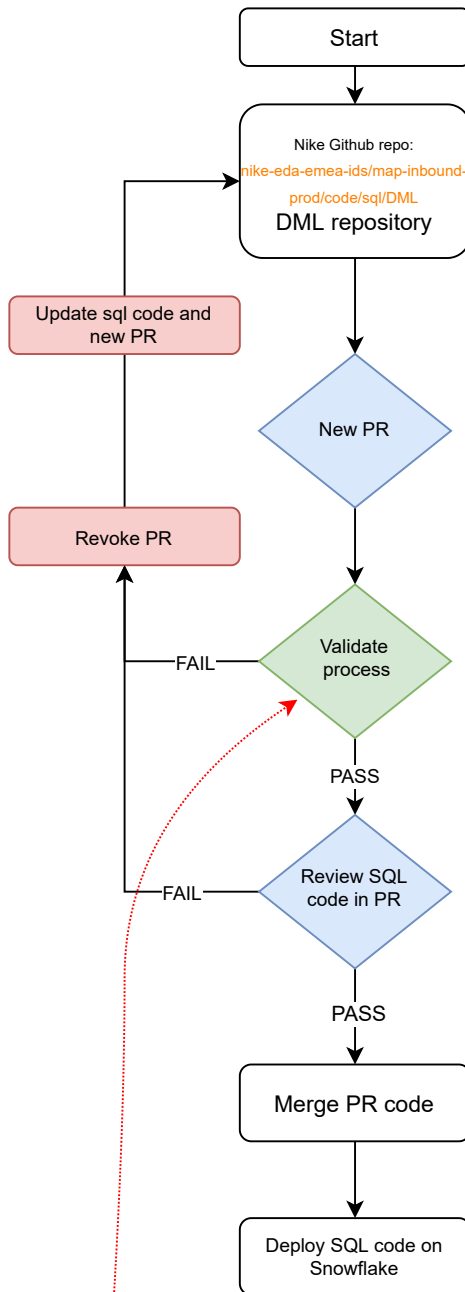 Start
Nike Github repo:
nike-eda-emea-ids/map-inbound-
prod/code/sql/DML
DML repository
Update sql code and
new PR
New PR
Revoke PR
Validate
process
FAIL
PASS
Review SQL
code in PR
FAIL
PASS
Merge PR code
Deploy SQL code on
Snowflake